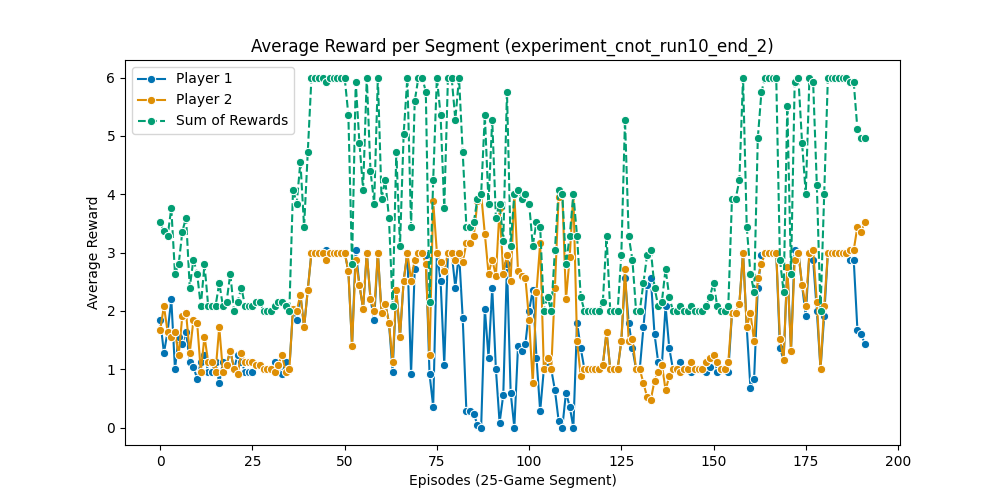 Average Reward per Segment (experiment_cnot_run10_end_2)
Player 1
Player 2
Sum of Rewards
Average Reward
6
5
4
3
2
1
0
0 25 50 75 100 125 150 175 200
Episodes (25-Game Segment)